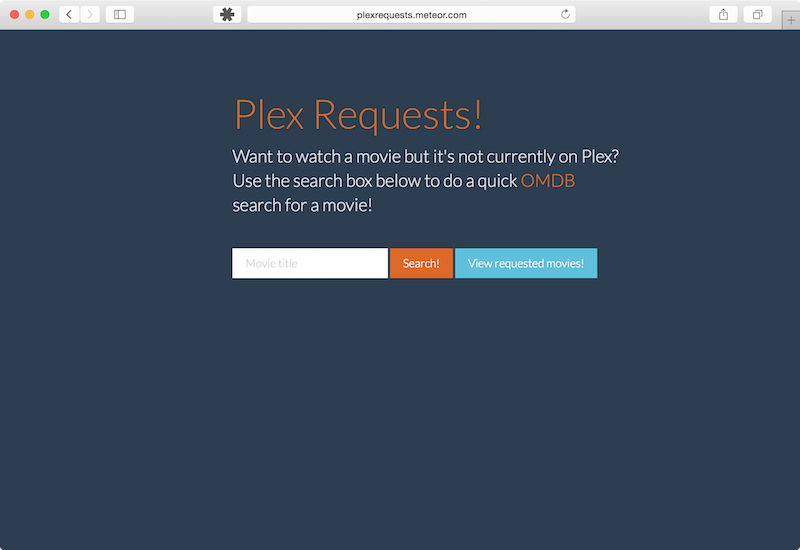 plexrequests.meteor.com
Plex Requests!
Want to watch a movie but it's not currently on Plex?
Use the search box below to do a quick OMDB
search for a movie!
Movie title
Search!
View requested movies!